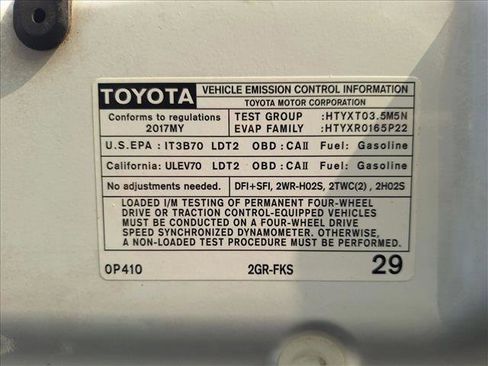 TOYOTA
VEHICLE EMISSION CONTROL INFORMATION
TOYOTA MOTOR CORPORATION
Conforms to regulations
2017MY
TEST GROUP :HTYXT03.5M5N
EVAP FAMILY :HTYXR0165P22
U.S.EPA : IT3B70 LDT2 OBD : CAII Fuel: Gasoline
California: ULEV70 LDT2 OBD : CAII Fuel: Gasoline
No adjustments needed. DFI+SFI, 2WR-HO2S, 2TWC(2), 2HO2S
LOADED I/M TESTING OF PERMANENT FOUR-WHEEL
DRIVE OR TRACTION CONTROL-EQUIPPED VEHICLES
MUST BE CONDUCTED ON A FOUR-WHEEL DRIVE
SPEED SYNCHRONIZED DYNAMOMETER. OTHERWISE,
A NON-LOADED TEST PROCEDURE MUST BE PERFORMED.
0P410 2GR-FKS 29